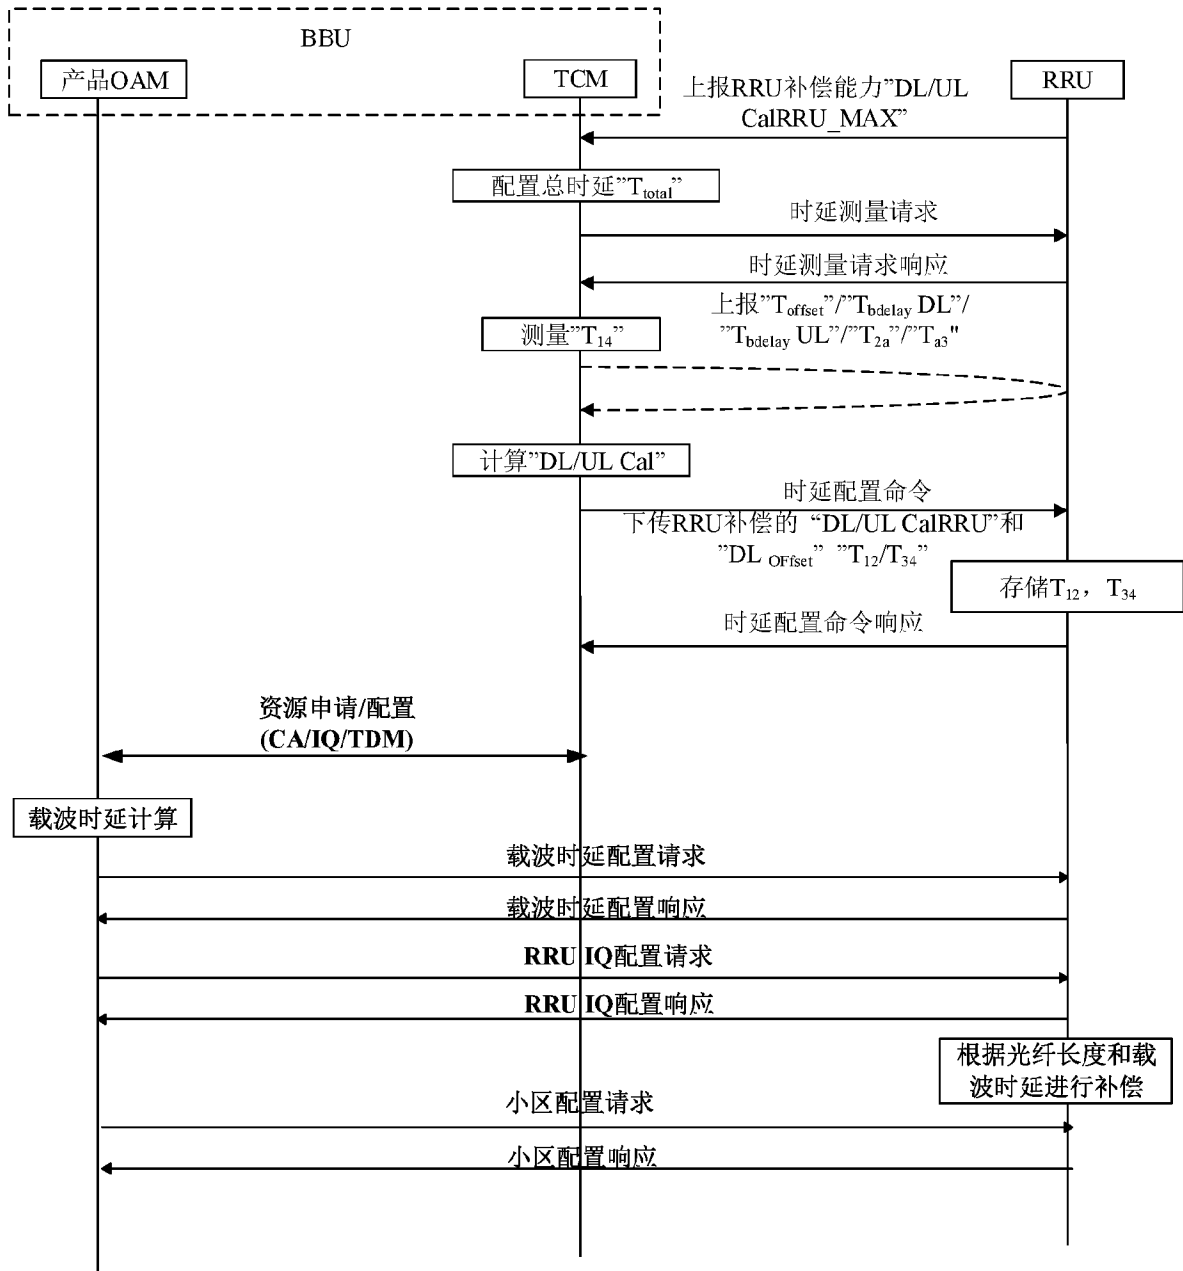 BBU
产品OAM
TCM
RRU
上报RRU补偿能力”DL/UL
CalRRU_MAX”
配置总时延”Ttotal”
时延测量请求
时延测量请求响应
上报”Toffset”/”Tbdelay DL”/
”Tbdelay UL”/”T2a”/”Ta3"
测量”T14”
计算”DL/UL Cal”
时延配置命令
下传RRU补偿的 “DL/UL CalRRU”和
”DL OFfset” ”T12/T34”
存储T12，T34
时延配置命令响应
资源申请/配置
(CA/IQ/TDM)
载波时延计算
载波时延配置请求
载波时延配置响应
RRU IQ配置请求
RRU IQ配置响应
根据光纤长度和载
波时延进行补偿
小区配置请求
小区配置响应